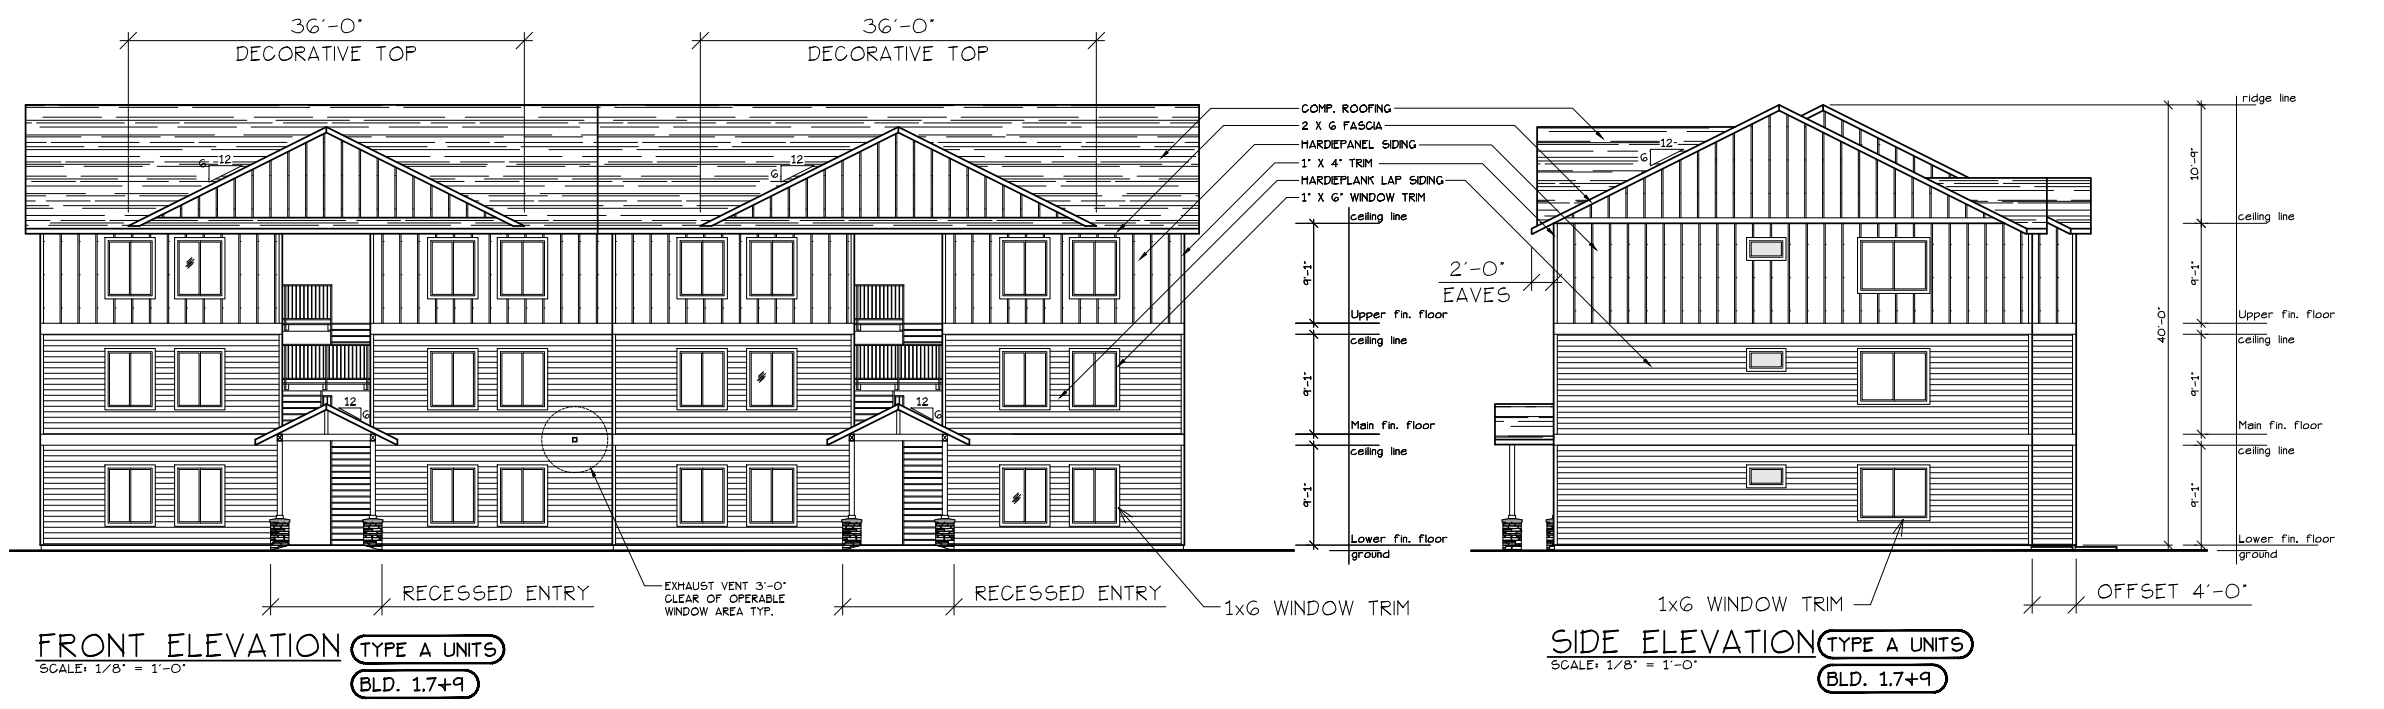 36'-0"
DECORATIVE TOP
36'-0"
DECORATIVE TOP
12
6
12
6
12
6
12
6
COMP. ROOFING
2 X 6 FASCIA
HARDIEPANEL SIDING
1" X 4" TRIM
HARDIEPLANK LAP SIDING
1" X 6" WINDOW TRIM
ceiling line
9'-1"
Upper fin. floor
ceiling line
9'-1"
Main fin. floor
ceiling line
9'-1"
Lower fin. floor
ground
RECESSED ENTRY
EXHAUST VENT 3'-0"
CLEAR OF OPERABLE
WINDOW AREA TYP.
RECESSED ENTRY
1x6 WINDOW TRIM
FRONT ELEVATION
TYPE A UNITS
SCALE: 1/8" = 1'-0"
BLD. 1,7+9
12
6
2'-0"
EAVES
ridge line
10'-9"
ceiling line
9'-1"
40'-0"
Upper fin. floor
ceiling line
9'-1"
Main fin. floor
ceiling line
9'-1"
Lower fin. floor
ground
1x6 WINDOW TRIM
OFFSET 4'-0"
SIDE ELEVATION
TYPE A UNITS
SCALE: 1/8" = 1'-0"
BLD. 1,7+9